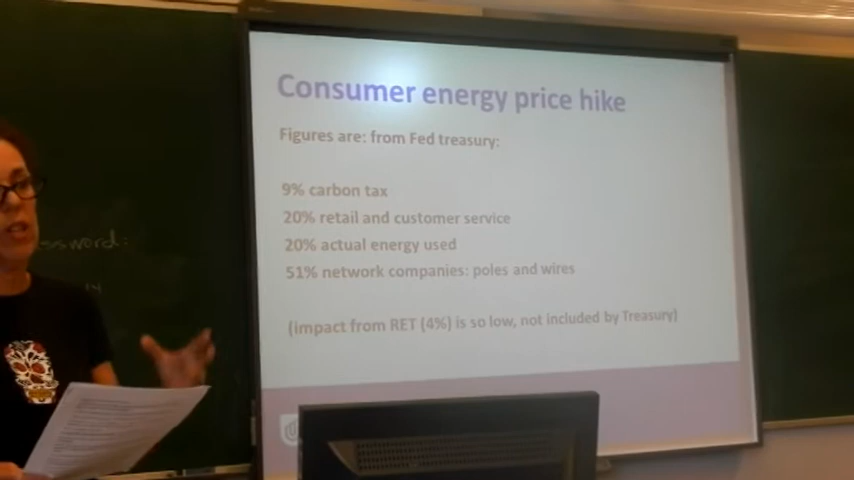 Consumer energy price hike
Figures are: from Fed treasury:
9% carbon tax
20% retail and customer service
20% actual energy used
51% network companies: poles and wires
(impact from RET (4%) is so low, not included by Treasury)
ssword: